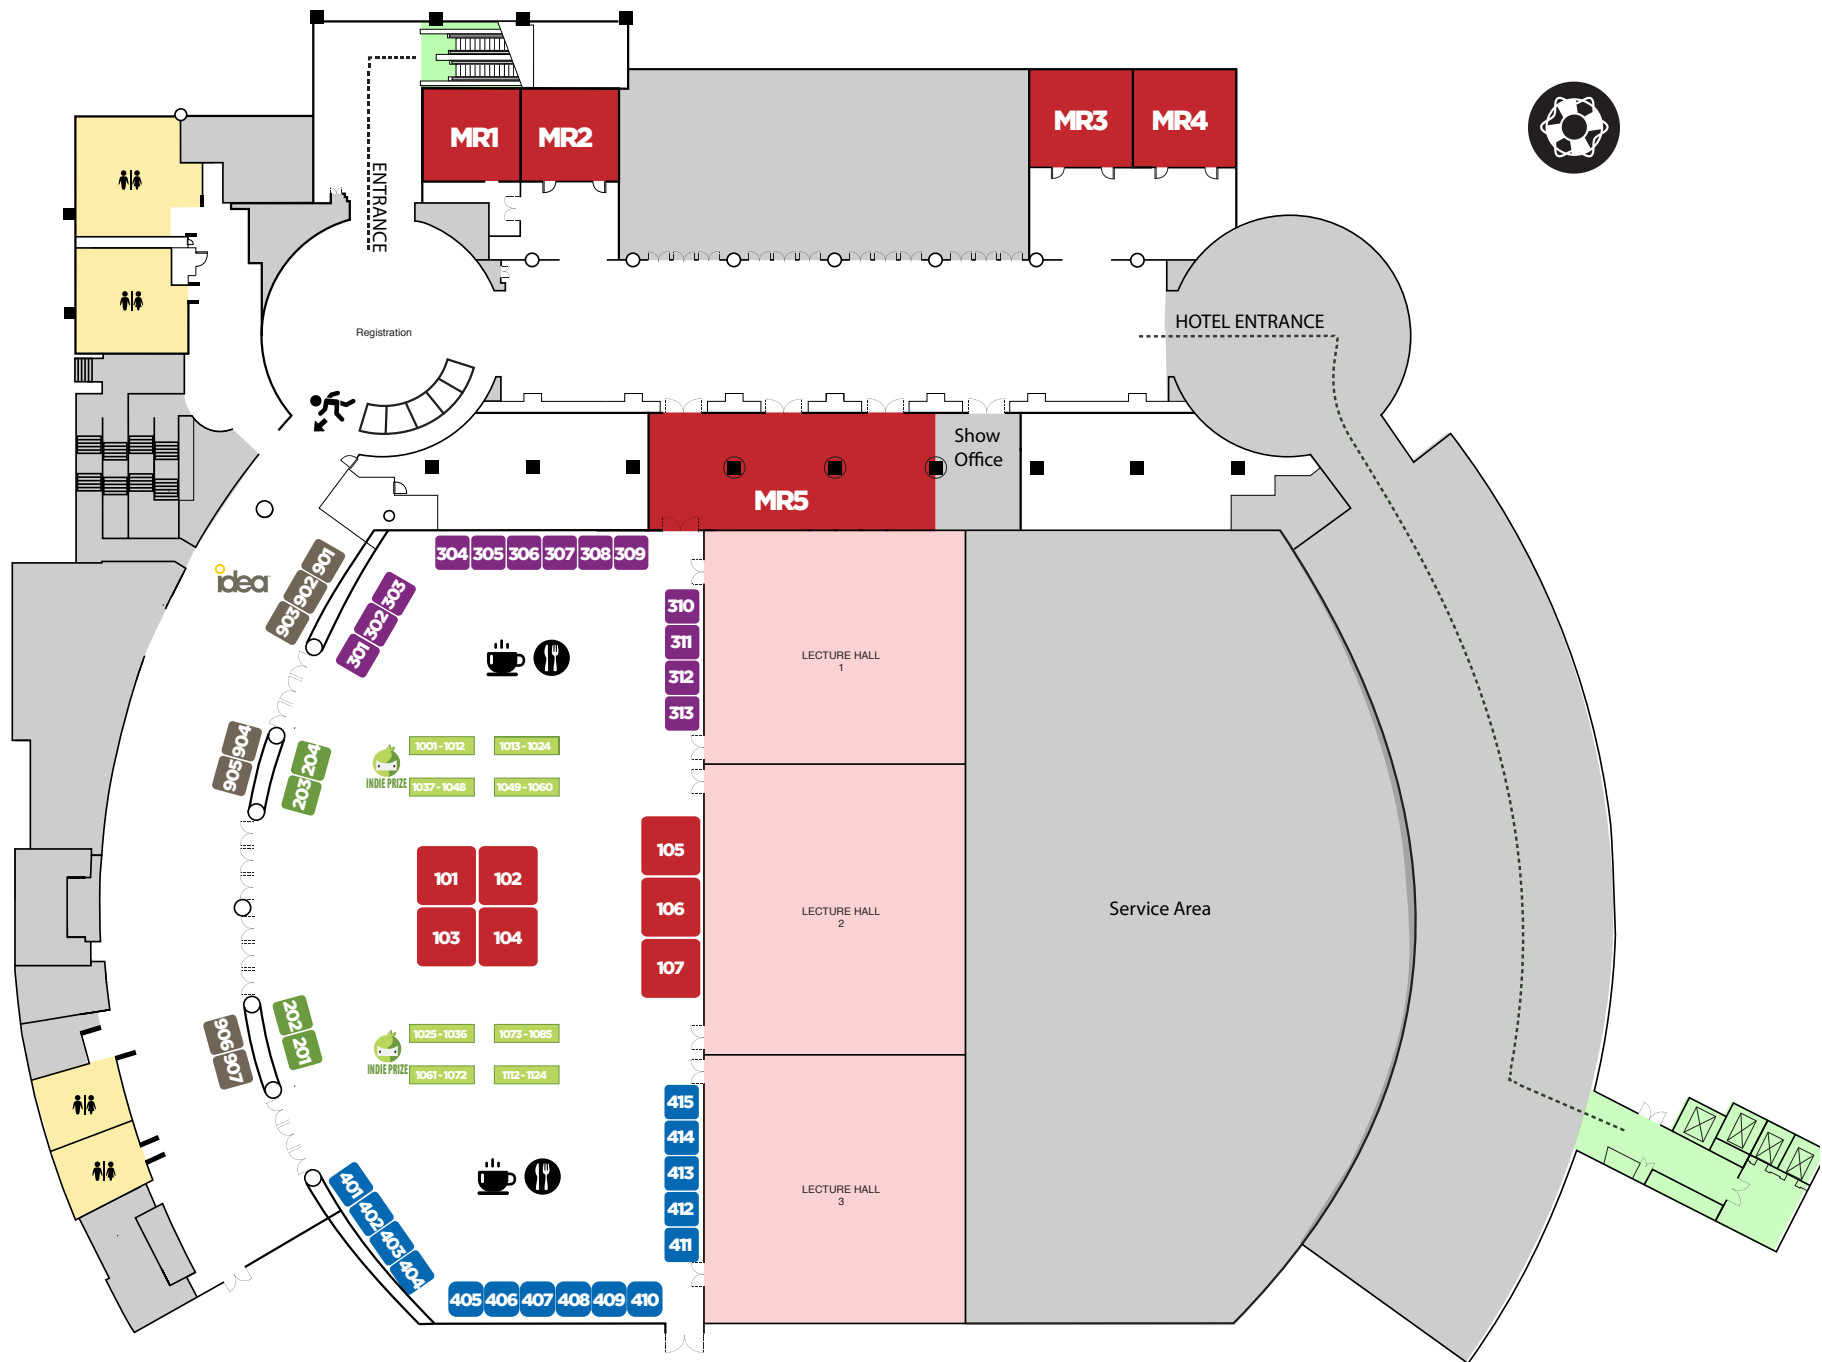 MR1
MR2
MR3
MR4
ENTRANCE
HOTEL ENTRANCE
Registration
Show
Office
MR5
304 305 306 307 308 309
901
902
903
idea
303
302
301
310
311
312
313
LECTURE HALL
1
904
905
204
203
INDIE PRIZE
1001 - 1012
1013 - 1024
1037 - 1048
1049 - 1060
101
102
103
104
105
106
107
LECTURE HALL
2
Service Area
906
907
202
201
INDIE PRIZE
1025 - 1036
1073 - 1085
1061 - 1072
1112 - 1124
415
414
413
412
411
LECTURE HALL
3
401
402
403
404
405 406 407 408 409 410